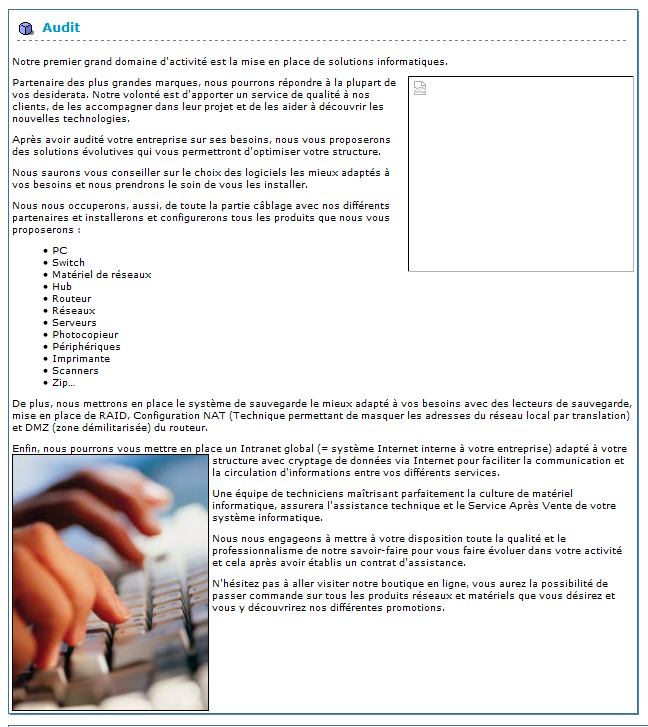 Audit
Notre premier grand domaine d'activité est la mise en place de solutions informatiques.
Partenaire des plus grandes marques, nous pourrons répondre à la plupart de
vos desiderata. Notre volonté est d'apporter un service de qualité à nos
clients, de les accompagner dans leur projet et de les aider à découvrir les
nouvelles technologies.
Après avoir audité votre entreprise sur ses besoins, nous vous proposerons
des solutions évolutives qui vous permettront d'optimiser votre structure.
Nous saurons vous conseiller sur le choix des logiciels les mieux adaptés à
vos besoins et nous prendrons le soin de vous les installer.
Nous nous occuperons, aussi, de toute la partie câblage avec nos différents
partenaires et installerons et configurerons tous les produits que nous vous
proposerons :
• PC
• Switch
• Matériel de réseaux
• Hub
• Routeur
• Réseaux
• Serveurs
• Photocopieur
• Périphériques
• Imprimante
• Scanners
• Zip...
De plus, nous mettrons en place le système de sauvegarde le mieux adapté à vos besoins avec des lecteurs de sauvegarde,
mise en place de RAID, Configuration NAT (Technique permettant de masquer les adresses du réseau local par translation)
et DMZ (zone démilitarisée) du routeur.
Enfin, nous pourrons vous mettre en place un Intranet global (= système Internet interne à votre entreprise) adapté à votre
structure avec cryptage de données via Internet pour faciliter la communication et
la circulation d'informations entre vos différents services.
Une équipe de techniciens maîtrisant parfaitement la culture de matériel
informatique, assurera l'assistance technique et le Service Après Vente de votre
système informatique.
Nous nous engageons à mettre à votre disposition toute la qualité et le
professionnalisme de notre savoir-faire pour vous faire évoluer dans votre activité
et cela après avoir établis un contrat d'assistance.
N'hésitez pas à aller visiter notre boutique en ligne, vous aurez la possibilité de
passer commande sur tous les produits réseaux et matériels que vous désirez et
vous y découvrirez nos différentes promotions.